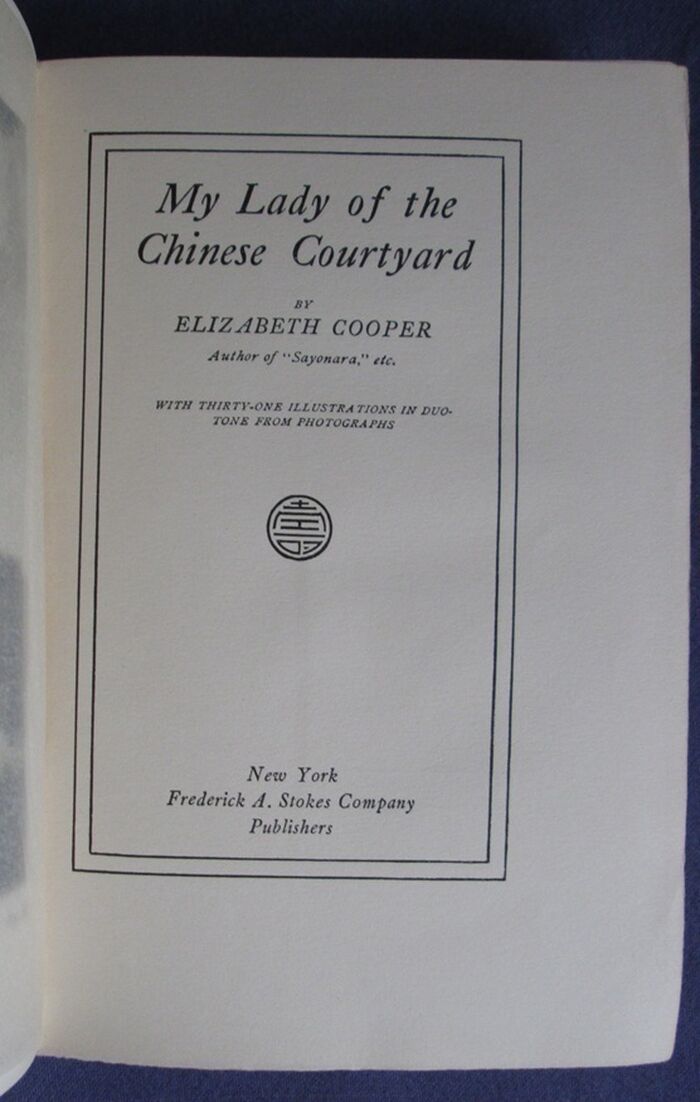 My Lady of the
Chinese Courtyard
BY
ELIZABETH COOPER
Author of "Sayonara," etc.
WITH THIRTY-ONE ILLUSTRATIONS IN DUO-
TONE FROM PHOTOGRAPHS
New York
Frederick A. Stokes Company
Publishers